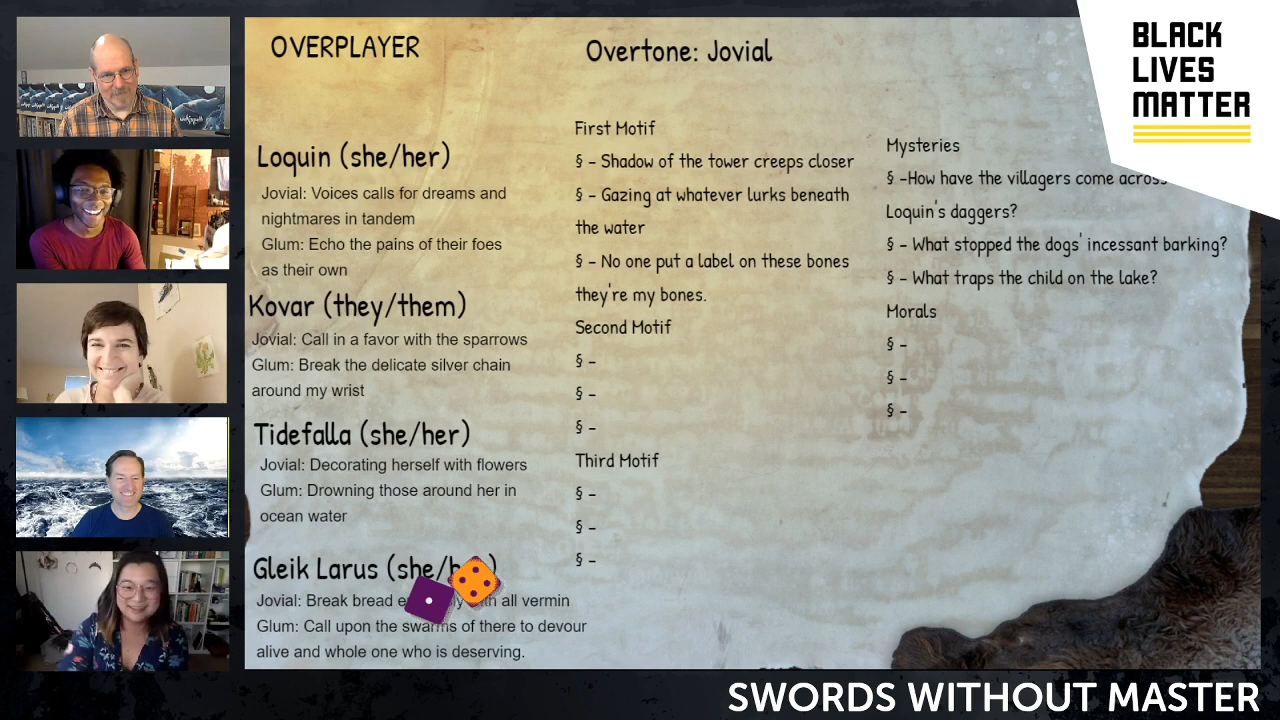 OVERPLAYER
Loquin (she/her)
Jovial: Voices calls for dreams and
nightmares in tandem
Glum: Echo the pains of their foes
as their own
Kovar (they/them)
Jovial: Call in a favor with the sparrows
Glum: Break the delicate silver chain
around my wrist
Tidefalla (she/her)
Jovial: Decorating herself with flowers
Glum: Drowning those around her in
ocean water
Gleik Larus (she/her)
Jovial: Break bread all vermin
Glum: Call upon the swarms of there to devour
alive and whole one who is deserving.
Overtone: Jovial
First Motif
§ - Shadow of the tower creeps closer
§ - Gazing at whatever lurks beneath
the water
§ - No one put a label on these bones
they're my bones.
Second Motif
§ -
§ -
§ -
Third Motif
§ -
§ -
§ -
Mysteries
§ -How have the villagers come across
Loquin's daggers?
§ - What stopped the dogs' incessant barking?
§ - What traps the child on the lake?
Morals
§ -
§ -
§ -
BLACK
LIVES
MATTER
SWORDS WITHOUT MASTER